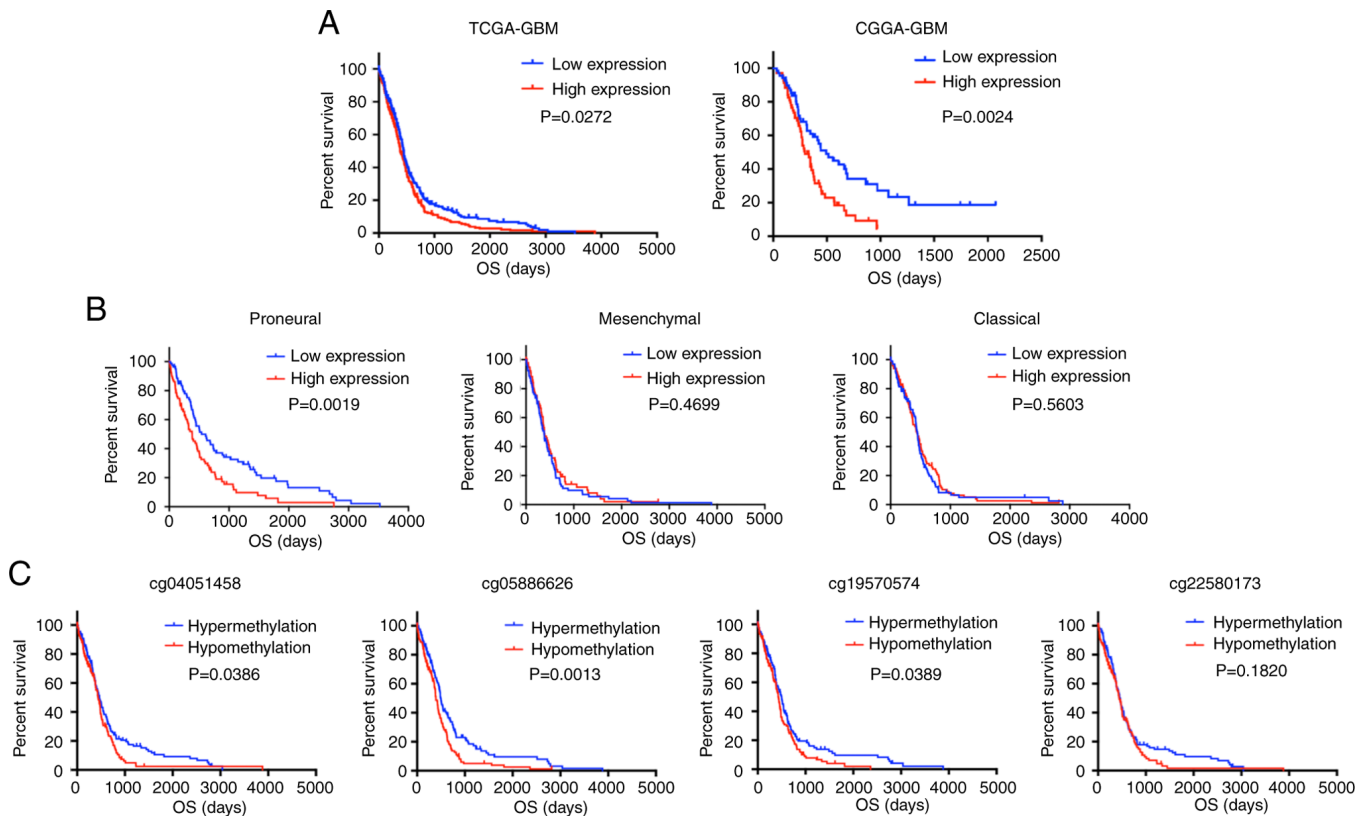 A
TCGA-GBM
Low expression
High expression
P=0.0272
Percent survival
100
80
60
40
20
0
0 1000 2000 3000 4000 5000
OS (days)
CGGA-GBM
Low expression
High expression
P=0.0024
Percent survival
100
80
60
40
20
0
0 500 1000 1500 2000 2500
OS (days)
B
Proneural
Low expression
High expression
P=0.0019
Percent survival
100
80
60
40
20
0
0 1000 2000 3000 4000
OS (days)
Mesenchymal
Low expression
High expression
P=0.4699
Percent survival
100
80
60
40
20
0
0 1000 2000 3000 4000 5000
OS (days)
Classical
Low expression
High expression
P=0.5603
Percent survival
100
80
60
40
20
0
0 1000 2000 3000 4000
OS (days)
C
cg04051458
Hypermethylation
Hypomethylation
P=0.0386
Percent survival
100
80
60
40
20
0
0 1000 2000 3000 4000 5000
OS (days)
cg05886626
Hypermethylation
Hypomethylation
P=0.0013
Percent survival
100
80
60
40
20
0
0 1000 2000 3000 4000 5000
OS (days)
cg19570574
Hypermethylation
Hypomethylation
P=0.0389
Percent survival
100
80
60
40
20
0
0 1000 2000 3000 4000 5000
OS (days)
cg22580173
Hypermethylation
Hypomethylation
P=0.1820
Percent survival
100
80
60
40
20
0
0 1000 2000 3000 4000 5000
OS (days)